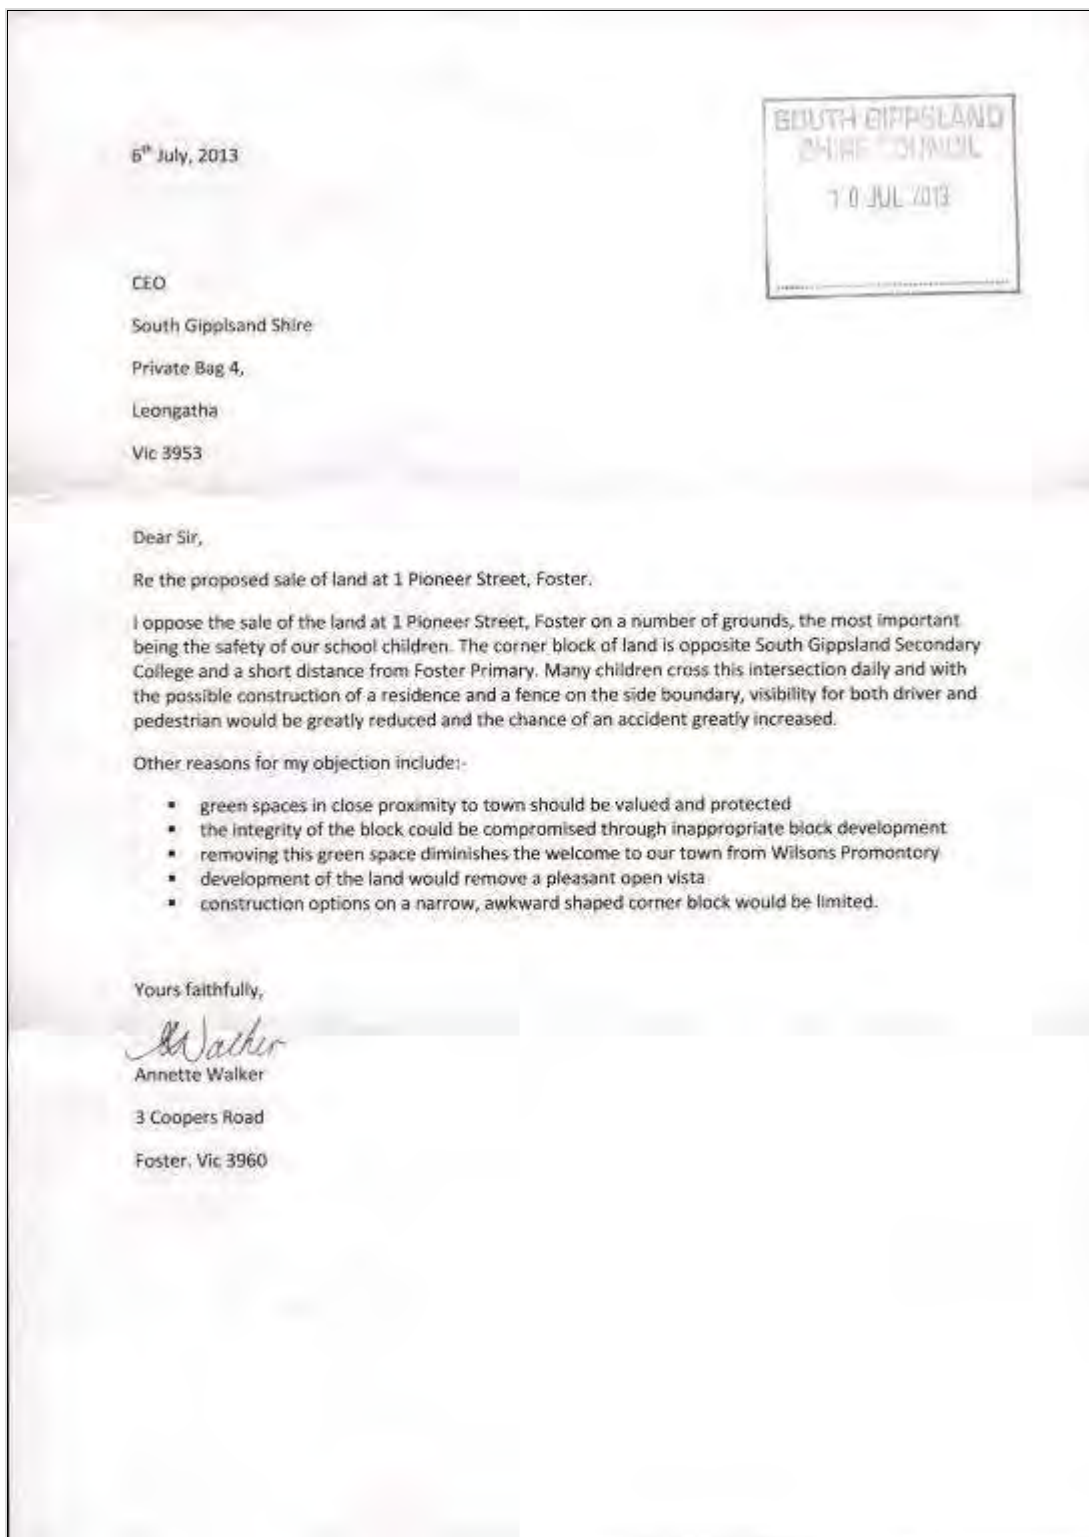 6th July, 2013
SOUTH GIPPSLAND
SHIRE COUNCIL
10 JUL 2013
CEO
South Gipplsand Shire
Private Bag 4,
Leongatha
Vic 3953
Dear Sir,
Re the proposed sale of land at 1 Pioneer Street, Foster.
I oppose the sale of the land at 1 Pioneer Street, Foster on a number of grounds, the most important
being the safety of our school children. The corner block of land is opposite South Gippsland Secondary
College and a short distance from Foster Primary. Many children cross this intersection daily and with
the possible construction of a residence and a fence on the side boundary, visibility for both driver and
pedestrian would be greatly reduced and the chance of an accident greatly increased.
Other reasons for my objection include:-
▪ green spaces in close proximity to town should be valued and protected
▪ the integrity of the block could be compromised through inappropriate block development
▪ removing this green space diminishes the welcome to our town from Wilsons Promontory
▪ development of the land would remove a pleasant open vista
▪ construction options on a narrow, awkward shaped corner block would be limited.
Yours faithfully,
AWalker
Annette Walker
3 Coopers Road
Foster. Vic 3960